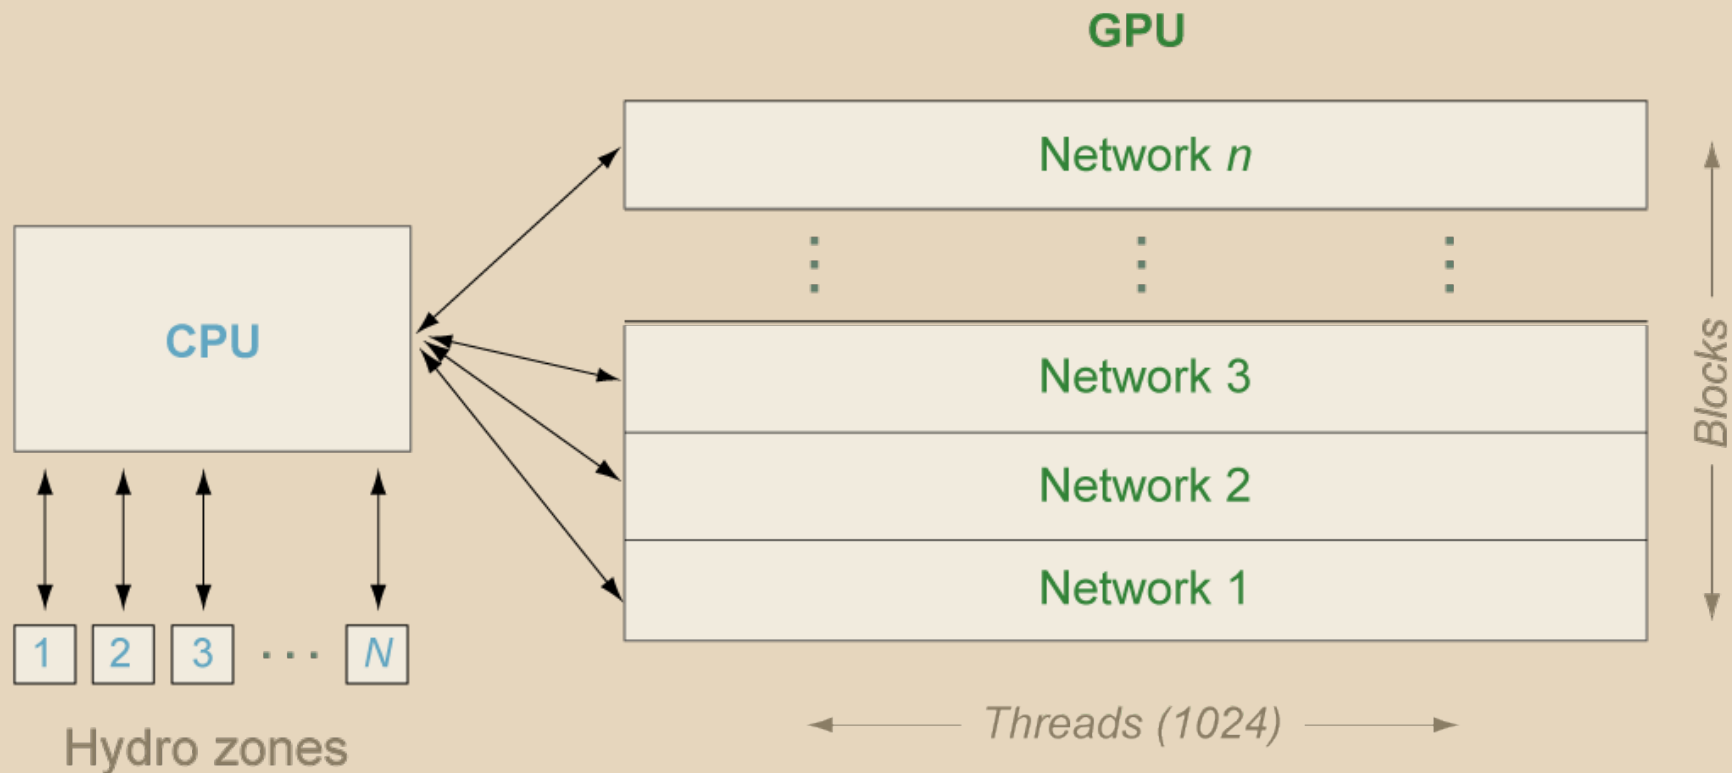 GPU
Network n
CPU
Network 3
Network 2
Network 1
Blocks
1 2 3 ... N
Threads (1024)
Hydro zones